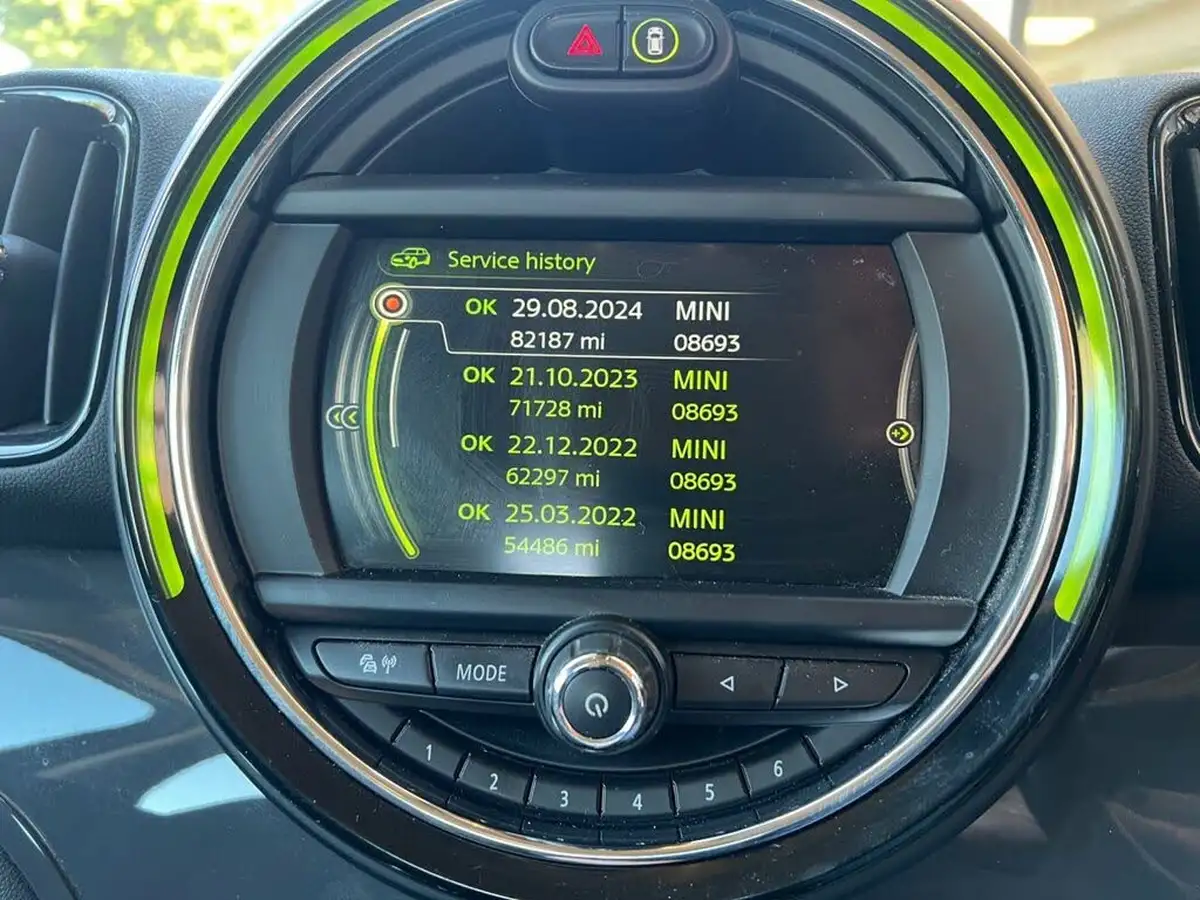 Service history
OK 29.08.2024 MINI
82187 mi 08693
OK 21.10.2023 MINI
71728 mi 08693
OK 22.12.2022 MINI
62297 mi 08693
OK 25.03.2022 MINI
54486 mi 08693
MODE
1 2 3 4 5 6